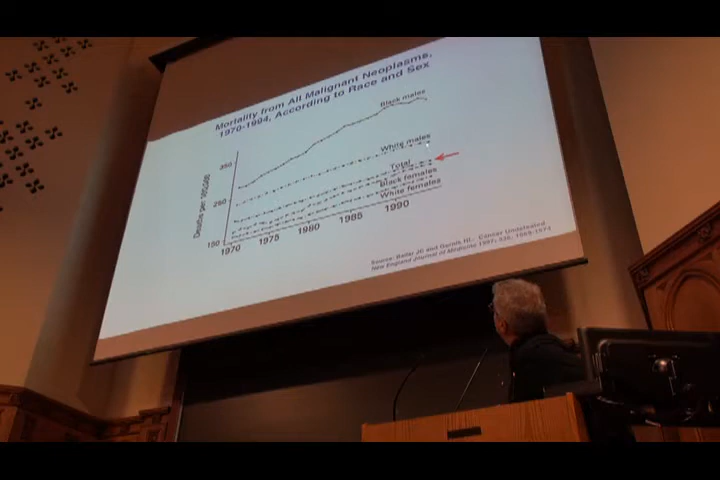 Mortality from All Malignant Neoplasms,
1970-1994, According to Race and Sex
Black males
350
White males
Total
250
Black females
White females
Deaths per 100,000
150
1970 1975 1980 1985 1990
Source: Bailar JC and Gornik HL. Cancer Undefeated.
New England Journal of Medicine 1997; 336: 1569-1574